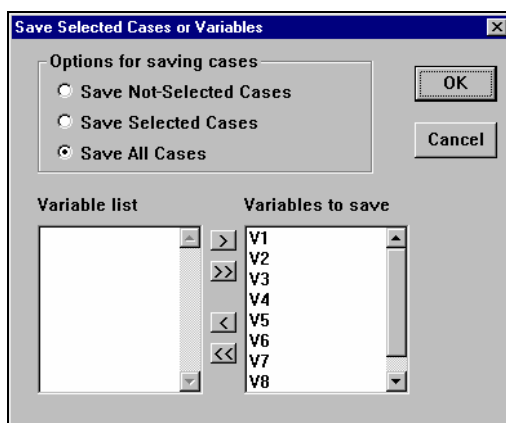 Save Selected Cases or Variables
Options for saving cases
Save Not-Selected Cases
Save Selected Cases
Save All Cases
OK
Cancel
Variable list
Variables to save
>
>>
<
<<
V1
V2
V3
V4
V5
V6
V7
V8